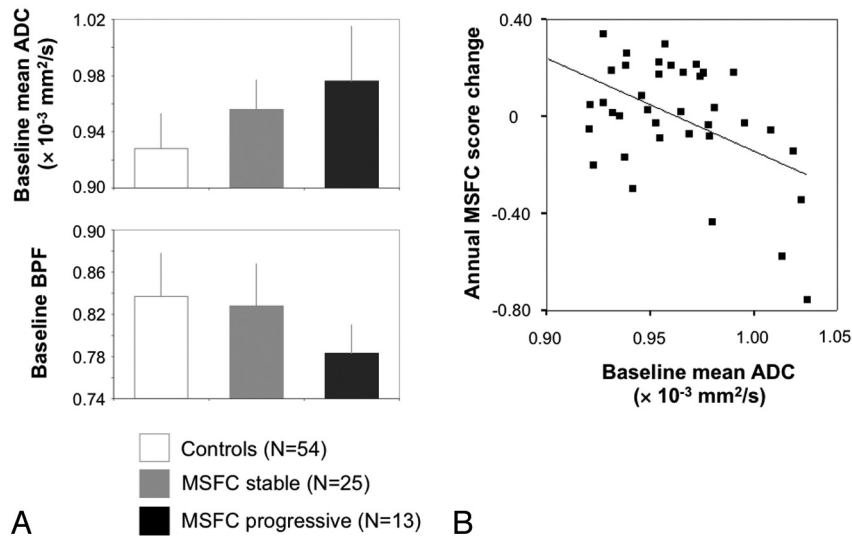 Baseline mean ADC
(× 10-3 mm2/s)
1.02
0.98
0.94
0.90
Baseline BPF
0.90
0.86
0.82
0.78
0.74
Controls (N=54)
MSFC stable (N=25)
MSFC progressive (N=13)
A
Annual MSFC score change
0.40
0
-0.40
-0.80
0.90
0.95
1.00
1.05
Baseline mean ADC
(× 10-3 mm2/s)
B